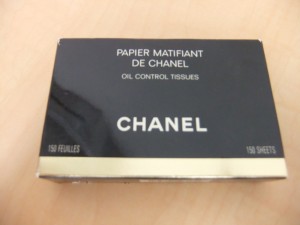 PAPIER MATIFIANT
DE CHANEL
OIL CONTROL TISSUES
CHANEL
150 FEUILLES
150 SHEETS